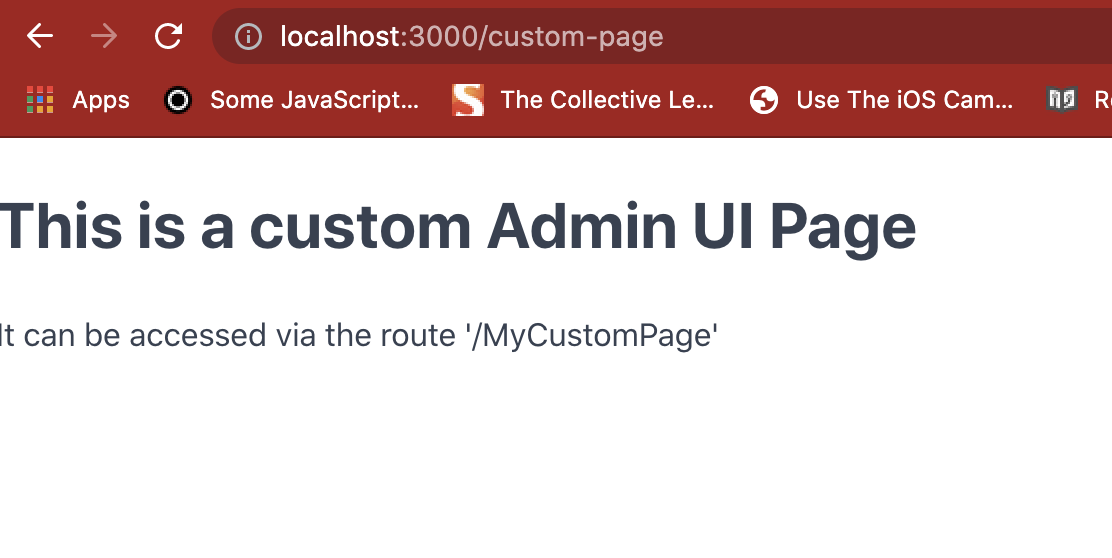 localhost:3000/custom-page
Apps Some JavaScript... The Collective Le... Use The iOS Cam...
This is a custom Admin UI Page
It can be accessed via the route '/MyCustomPage'